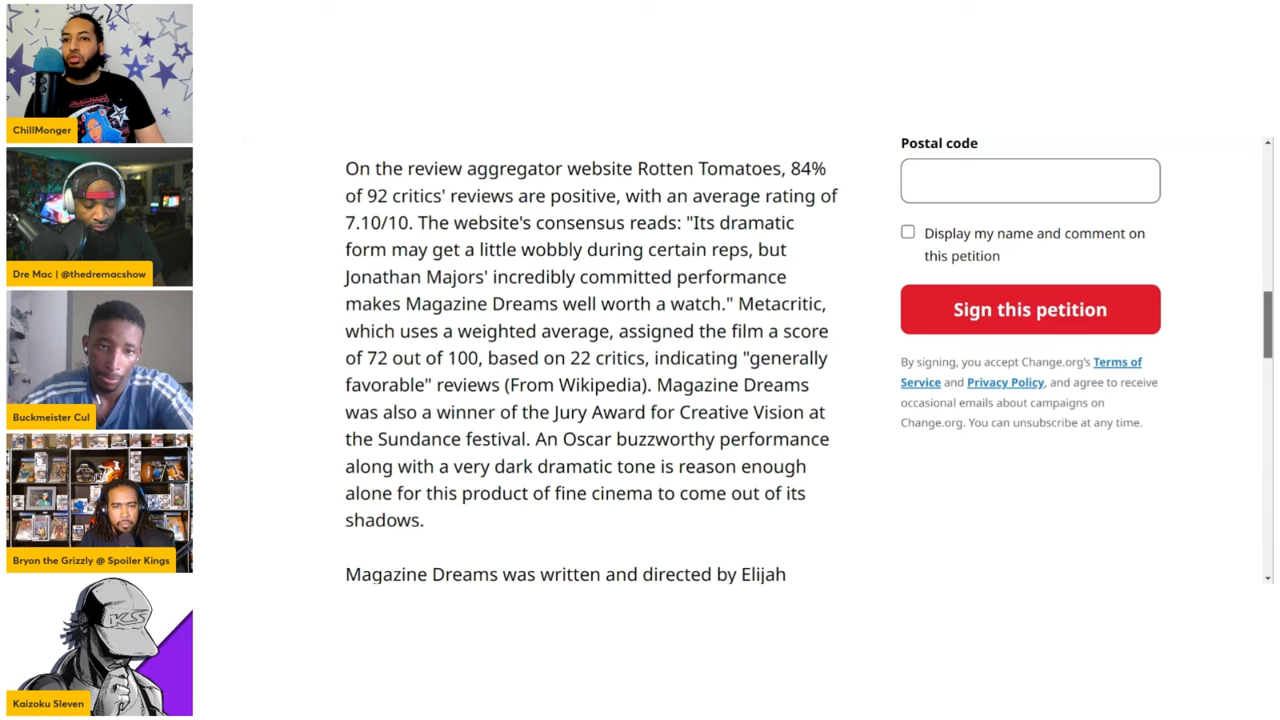 ChillMonger
Dre Mac | @thedremacshow
Buckmeister Cul
Bryon the Grizzly @ Spoiler Kings
KS
Kaizoku Sleven
On the review aggregator website Rotten Tomatoes, 84%
of 92 critics' reviews are positive, with an average rating of
7.10/10. The website's consensus reads: "Its dramatic
form may get a little wobbly during certain reps, but
Jonathan Majors' incredibly committed performance
makes Magazine Dreams well worth a watch." Metacritic,
which uses a weighted average, assigned the film a score
of 72 out of 100, based on 22 critics, indicating "generally
favorable" reviews (From Wikipedia). Magazine Dreams
was also a winner of the Jury Award for Creative Vision at
the Sundance festival. An Oscar buzzworthy performance
along with a very dark dramatic tone is reason enough
alone for this product of fine cinema to come out of its
shadows.
Magazine Dreams was written and directed by Elijah
Postal code
Display my name and comment on
this petition
Sign this petition
By signing, you accept Change.org's Terms of
Service and Privacy Policy, and agree to receive
occasional emails about campaigns on
Change.org. You can unsubscribe at any time.